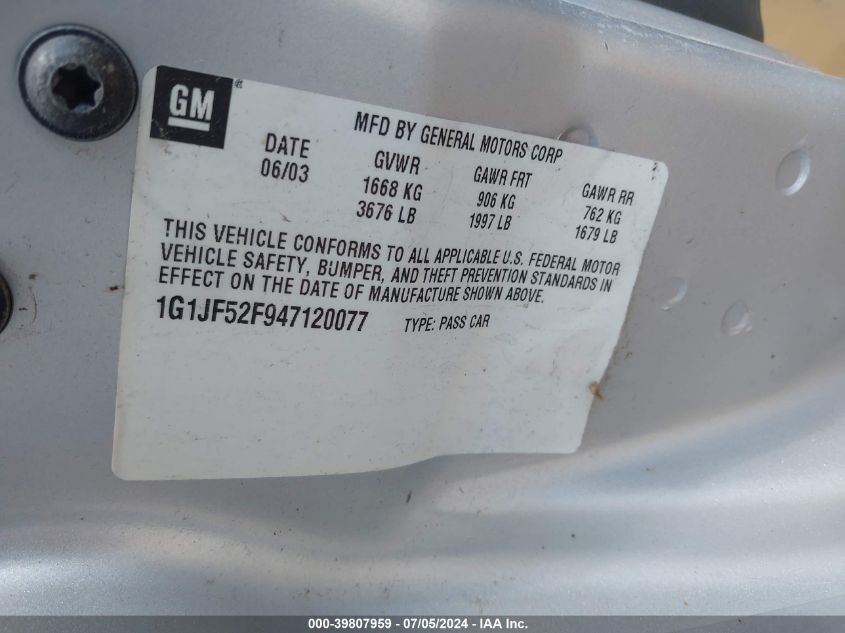 GM
MFD BY GENERAL MOTORS CORP
DATE GVWR GAWR FRT GAWR RR
06/03 1668 KG 906 KG 762 KG
3676 LB 1997 LB 1679 LB
THIS VEHICLE CONFORMS TO ALL APPLICABLE U.S. FEDERAL MOTOR
VEHICLE SAFETY, BUMPER, AND THEFT PREVENTION STANDARDS IN
EFFECT ON THE DATE OF MANUFACTURE SHOWN ABOVE.
1G1JF52F947120077 TYPE: PASS CAR
000-39807959 - 07/05/2024 - IAA Inc.